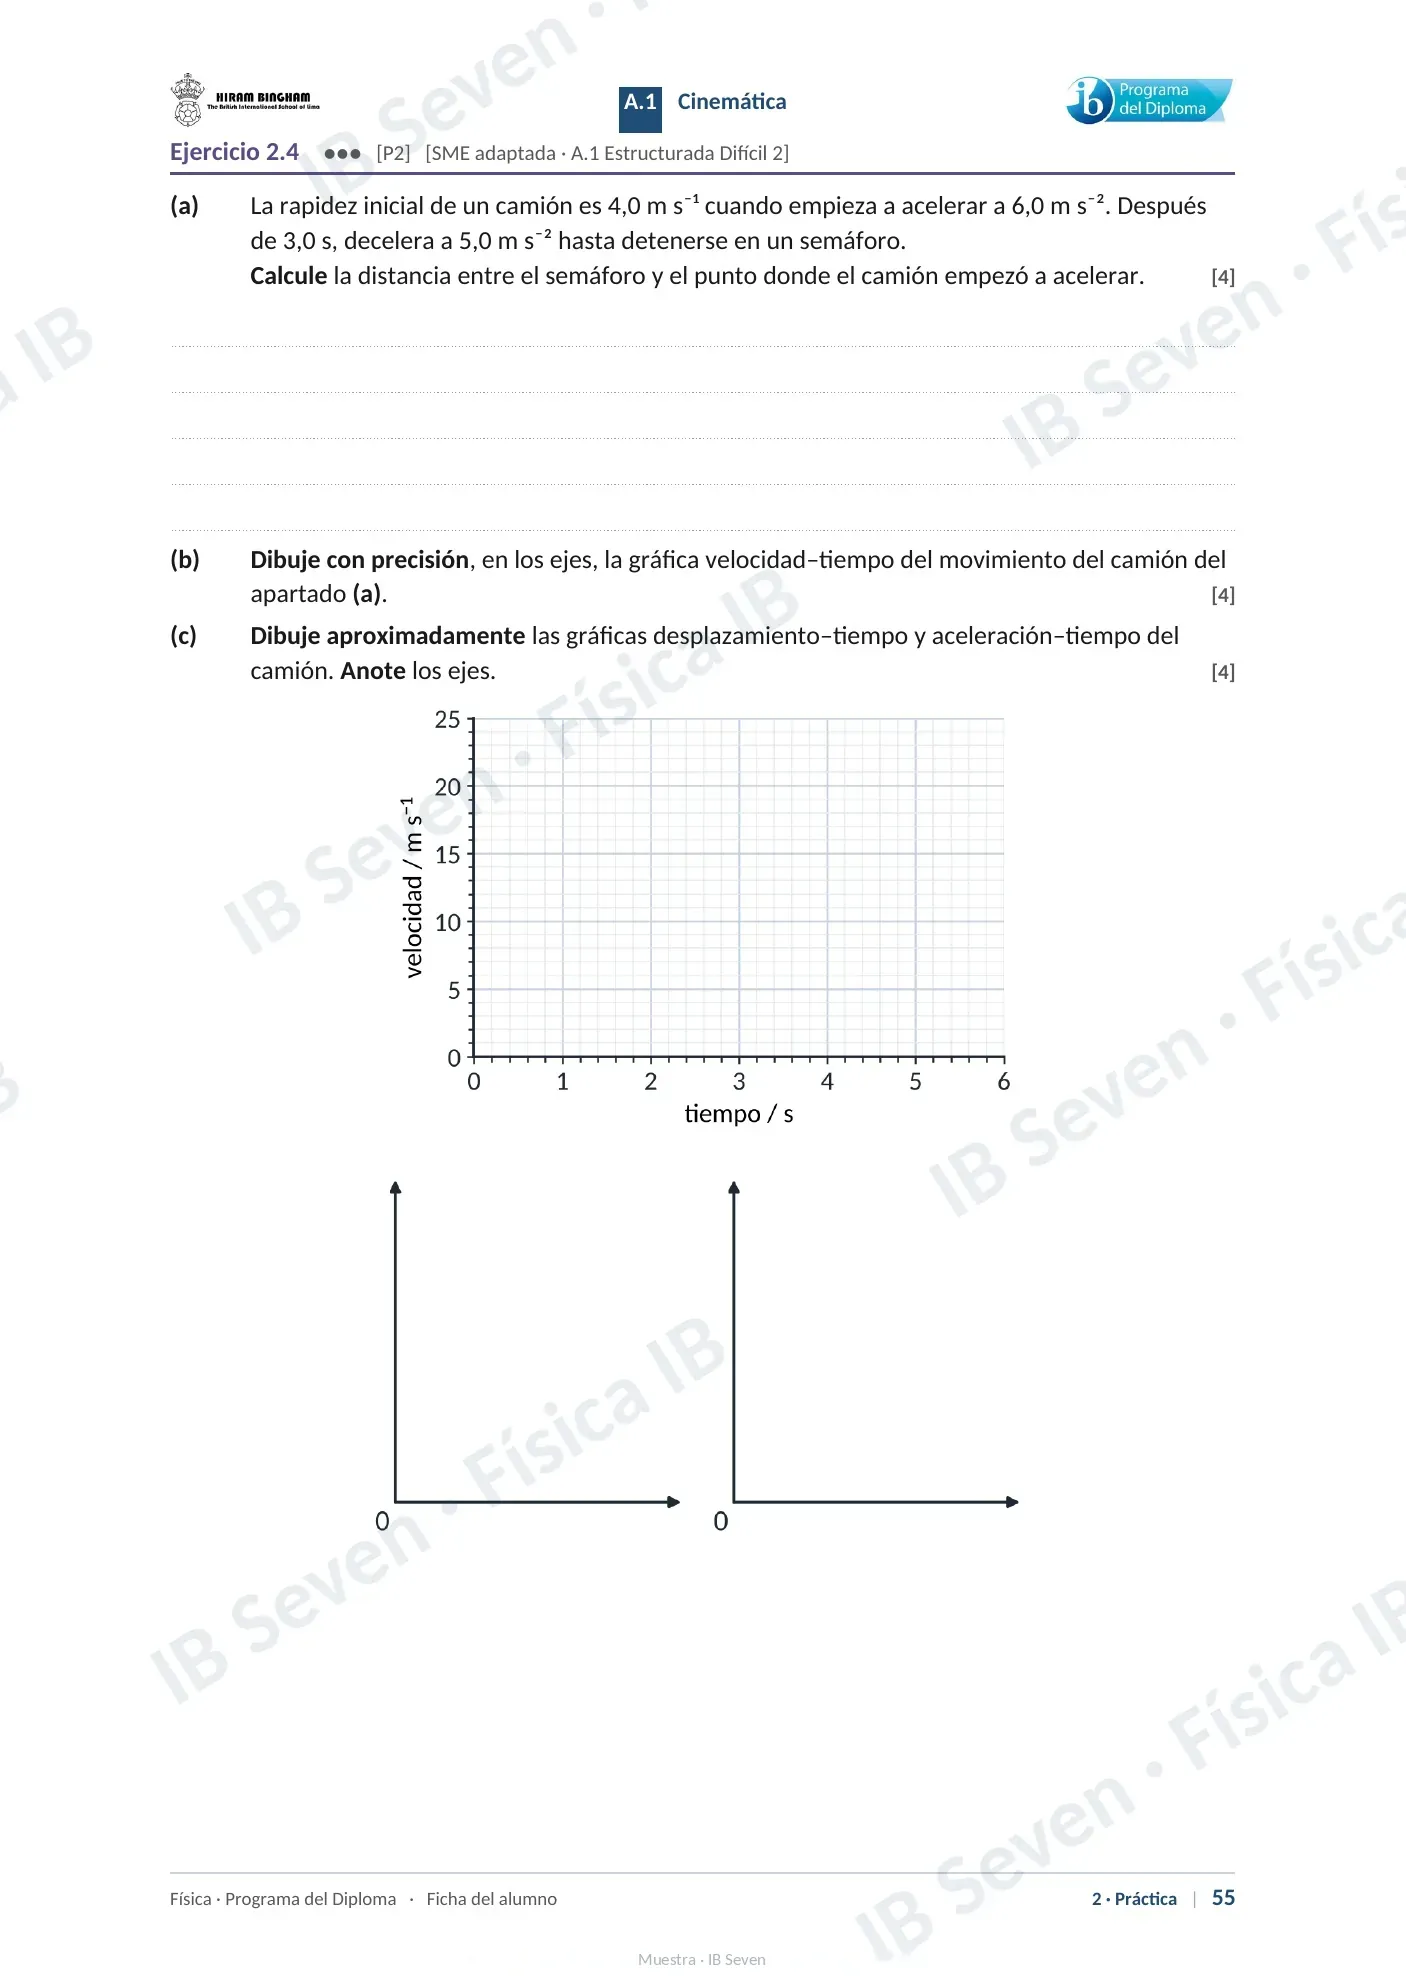 HIRAM BINGHAM
The British International School of Lima
A.1 Cinemática
Programa
del Diploma
Ejercicio 2.4 ●●● [P2] [SME adaptada · A.1 Estructurada Difícil 2]
(a) La rapidez inicial de un camión es 4,0 m s⁻¹ cuando empieza a acelerar a 6,0 m s⁻². Después
de 3,0 s, decelera a 5,0 m s⁻² hasta detenerse en un semáforo.
Calcule la distancia entre el semáforo y el punto donde el camión empezó a acelerar. [4]
(b) Dibuje con precisión, en los ejes, la gráfica velocidad–tiempo del movimiento del camión del
apartado (a). [4]
(c) Dibuje aproximadamente las gráficas desplazamiento–tiempo y aceleración–tiempo del
camión. Anote los ejes. [4]
25
20
15
10
5
0
velocidad / m s⁻¹
0 1 2 3 4 5 6
tiempo / s
0 0
Física · Programa del Diploma · Ficha del alumno 2 · Práctica | 55
Muestra · IB Seven
IB Seven · Física IB